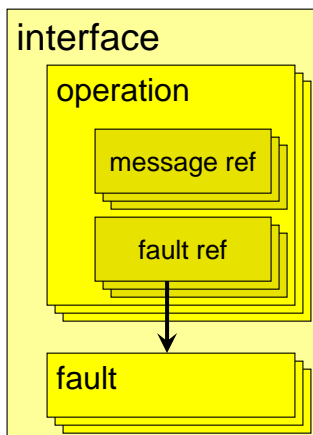 interface
operation
message ref
fault ref
fault